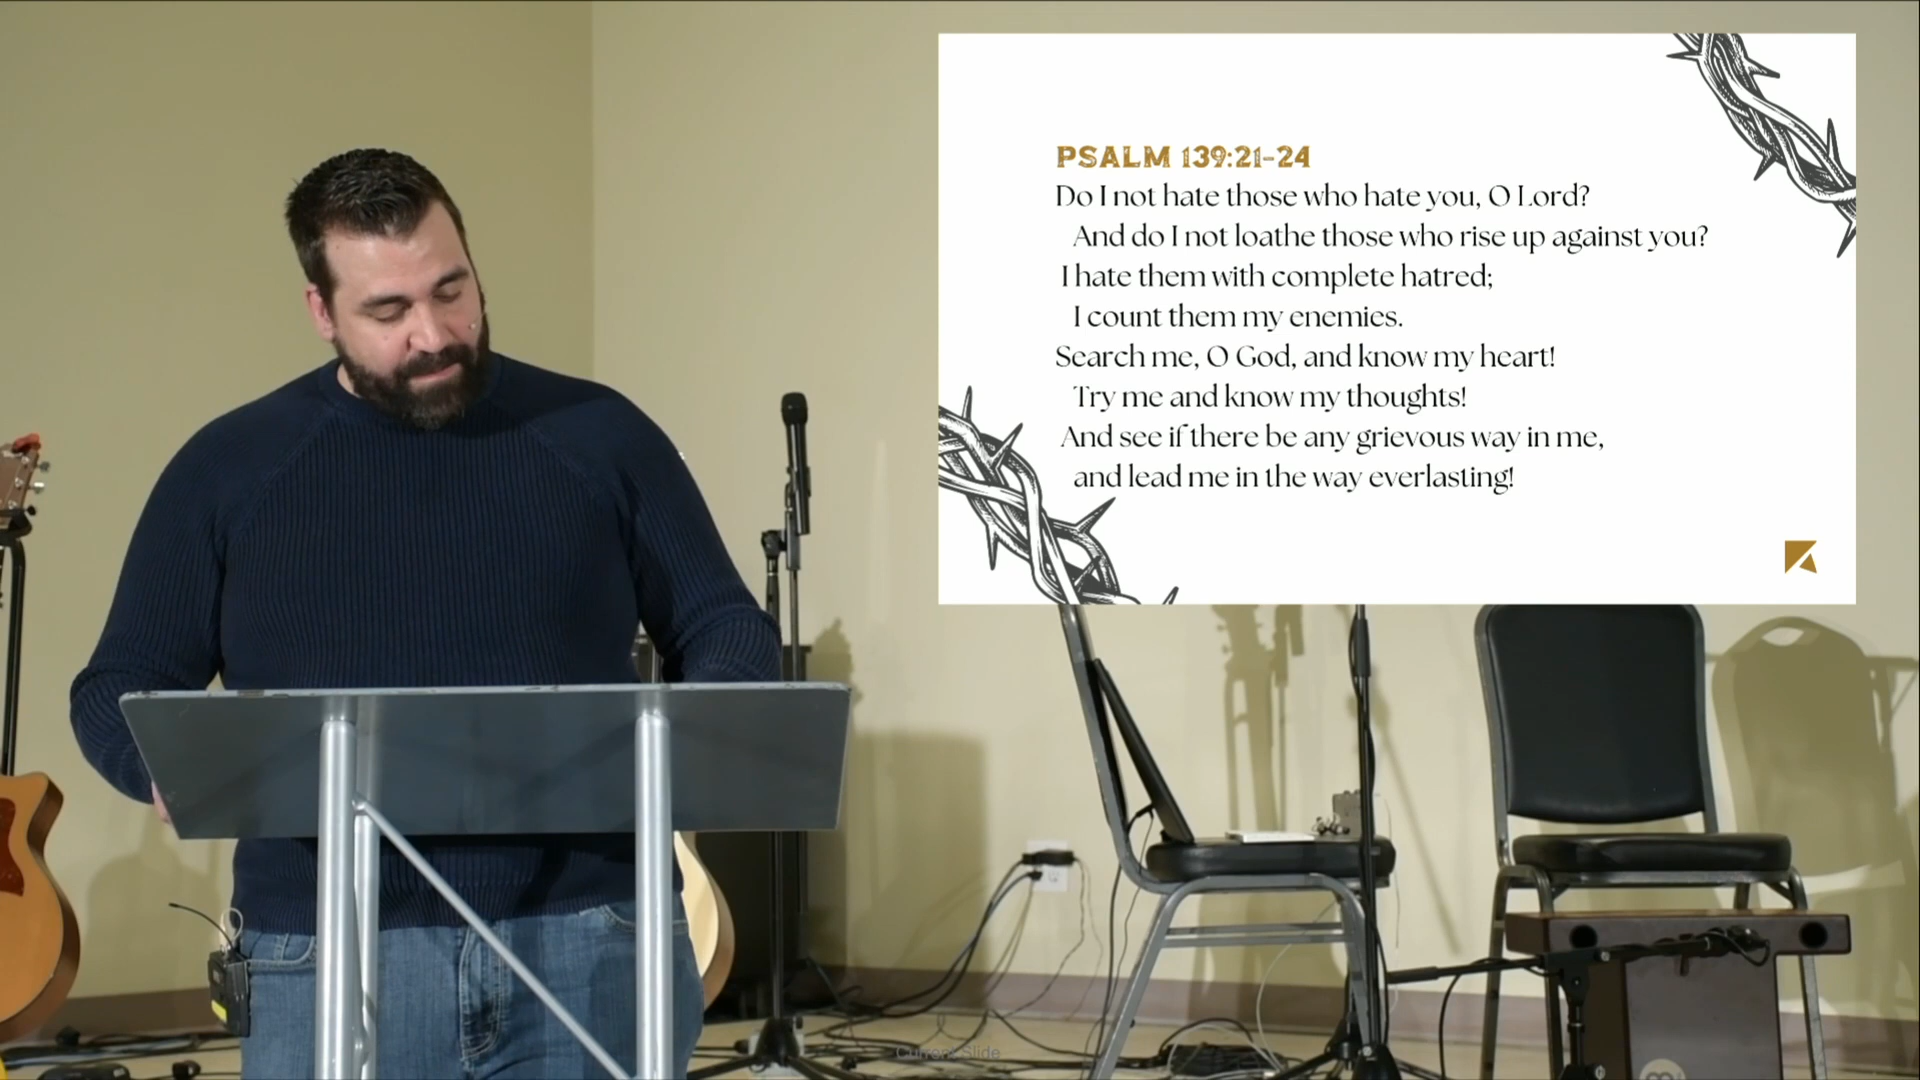 PSALM 139:21-24
Do I not hate those who hate you, O Lord?
And do I not loathe those who rise up against you?
I hate them with complete hatred;
I count them my enemies.
Search me, O God, and know my heart!
Try me and know my thoughts!
And see if there be any grievous way in me,
and lead me in the way everlasting!
Current Slide